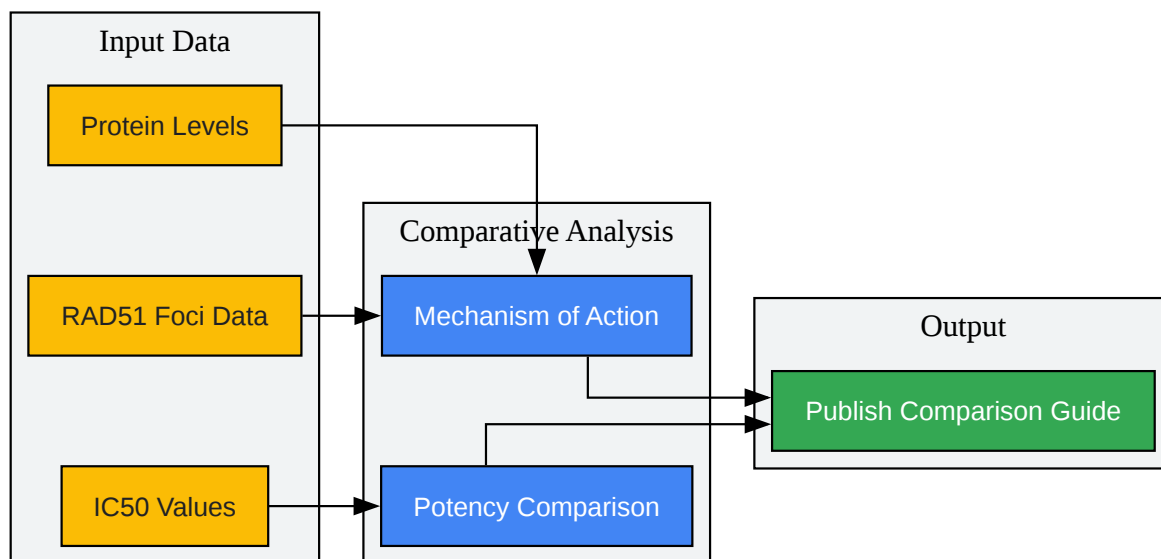 Input Data
Protein Levels
RAD51 Foci Data
IC50 Values
Comparative Analysis
Mechanism of Action
Potency Comparison
Output
Publish Comparison Guide